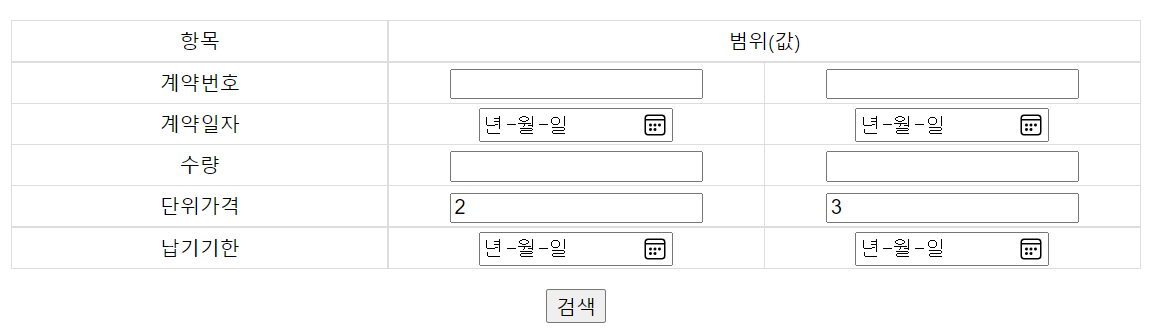 항목 범위(값)
계약번호
계약일자 년-월-일 년-월-일
수량
단위가격 2 3
납기기한 년-월-일 년-월-일
검색